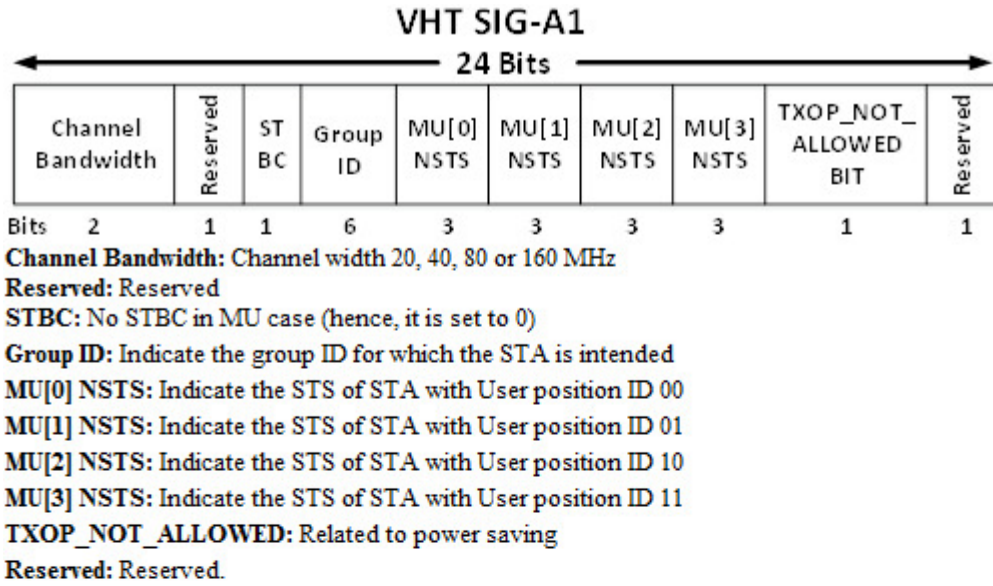 VHT SIG-A1
24 Bits
Channel Bandwidth
Reserved
ST BC
Group ID
MU[0] NSTS
MU[1] NSTS
MU[2] NSTS
MU[3] NSTS
TXOP_NOT_ ALLOWED BIT
Reserved
Bits 2 1 1 6 3 3 3 3 1 1
Channel Bandwidth: Channel width 20, 40, 80 or 160 MHz
Reserved: Reserved
STBC: No STBC in MU case (hence, it is set to 0)
Group ID: Indicate the group ID for which the STA is intended
MU[0] NSTS: Indicate the STS of STA with User position ID 00
MU[1] NSTS: Indicate the STS of STA with User position ID 01
MU[2] NSTS: Indicate the STS of STA with User position ID 10
MU[3] NSTS: Indicate the STS of STA with User position ID 11
TXOP_NOT_ALLOWED: Related to power saving
Reserved: Reserved.